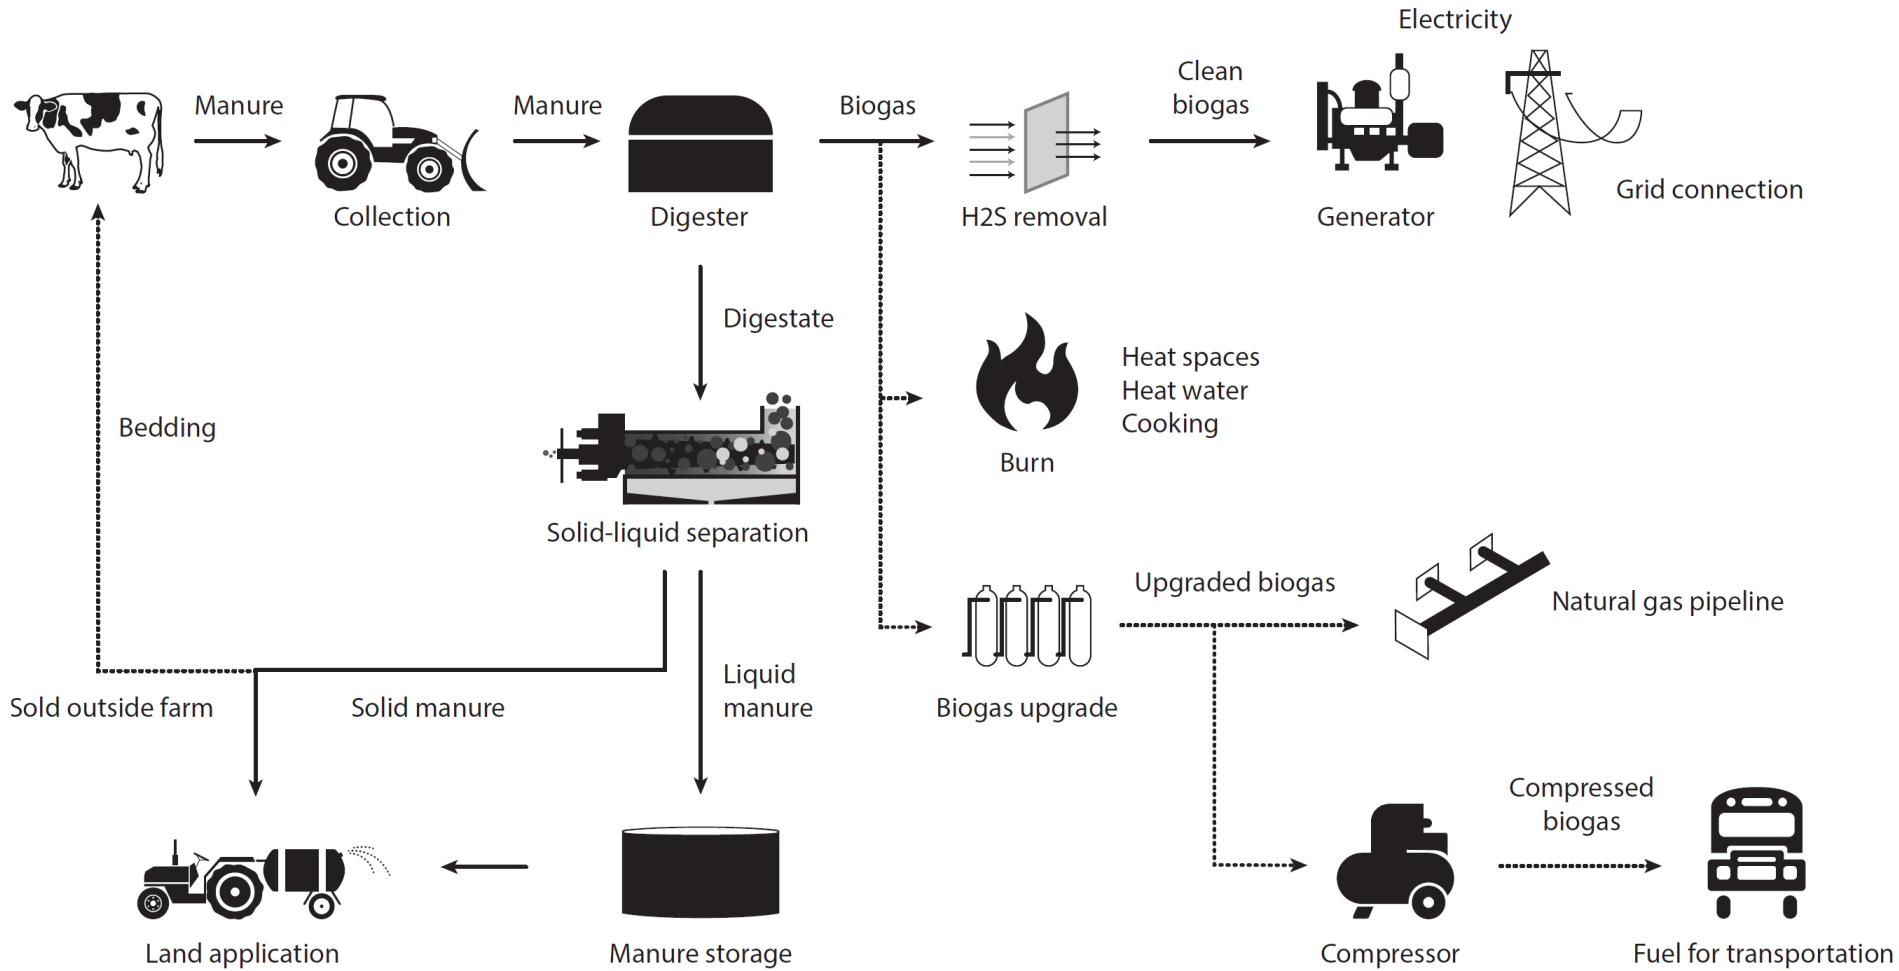 Electricity
Manure
Manure
Biogas
Clean
biogas
Collection
Digester
H2S removal
Generator
Grid connection
Digestate
Heat spaces
Heat water
Cooking
Burn
Bedding
Solid-liquid separation
Upgraded biogas
Natural gas pipeline
Sold outside farm
Solid manure
Liquid
manure
Biogas upgrade
Compressed
biogas
Land application
Manure storage
Compressor
Fuel for transportation